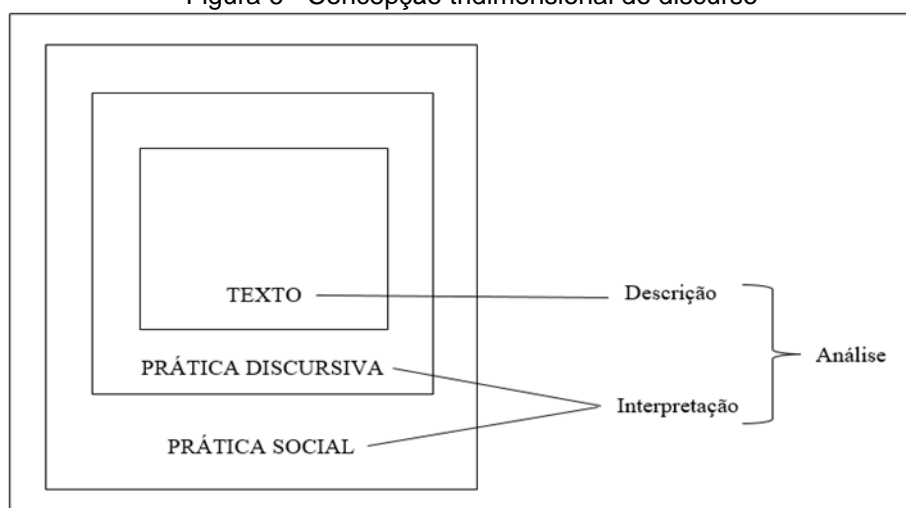 Figura 3 - Concepção tridimensional do discurso
TEXTO
Descrição
PRÁTICA DISCURSIVA
Análise
Interpretação
PRÁTICA SOCIAL